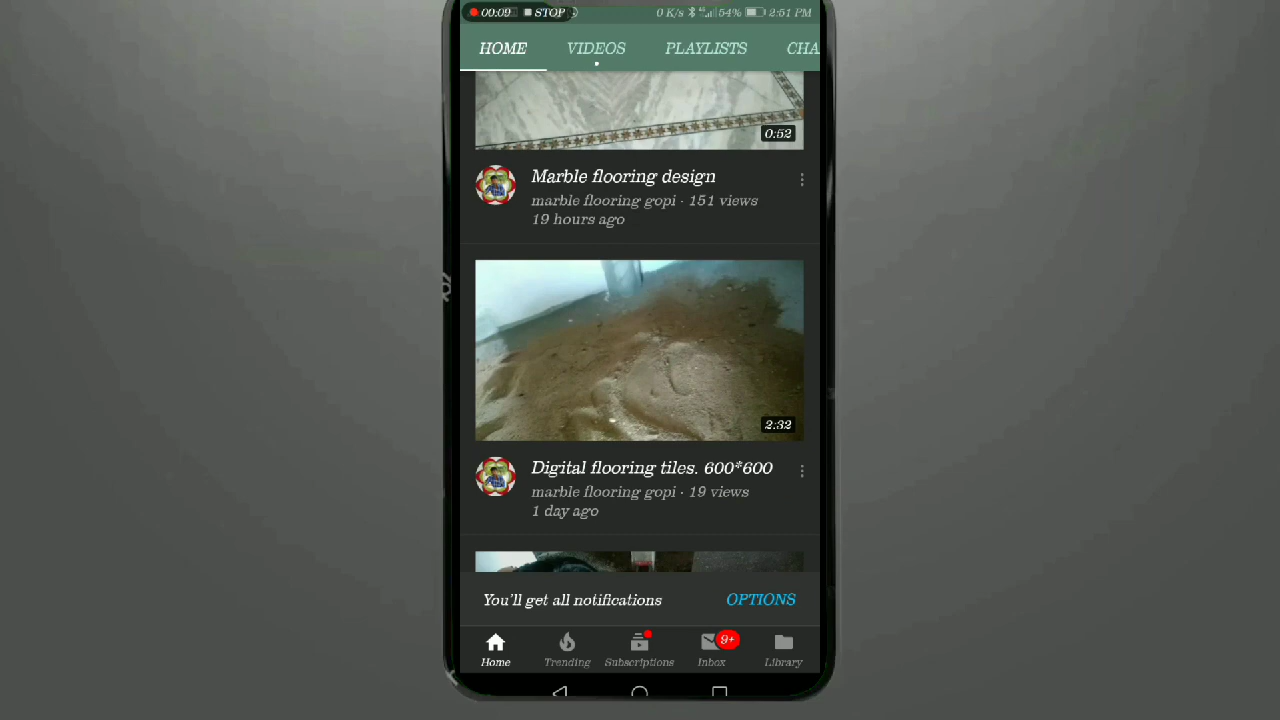 00:09 STOP 0 K/s 54% 2:51 PM
HOME VIDEOS PLAYLISTS CHA
0:52
Marble flooring design
marble flooring gopi · 151 views
19 hours ago
2:32
Digital flooring tiles. 600*600
marble flooring gopi · 19 views
1 day ago
You'll get all notifications OPTIONS
9+
Home Trending Subscriptions Inbox Library